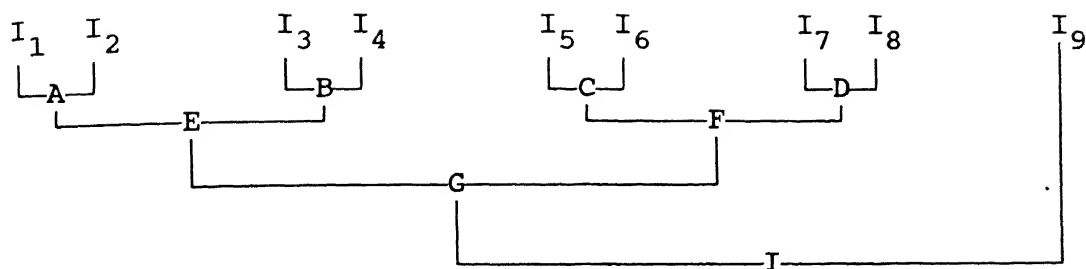 I₁ I₂ I₃ I₄ I₅ I₆ I₇ I₈ I₉
A B C D
E F
G
I